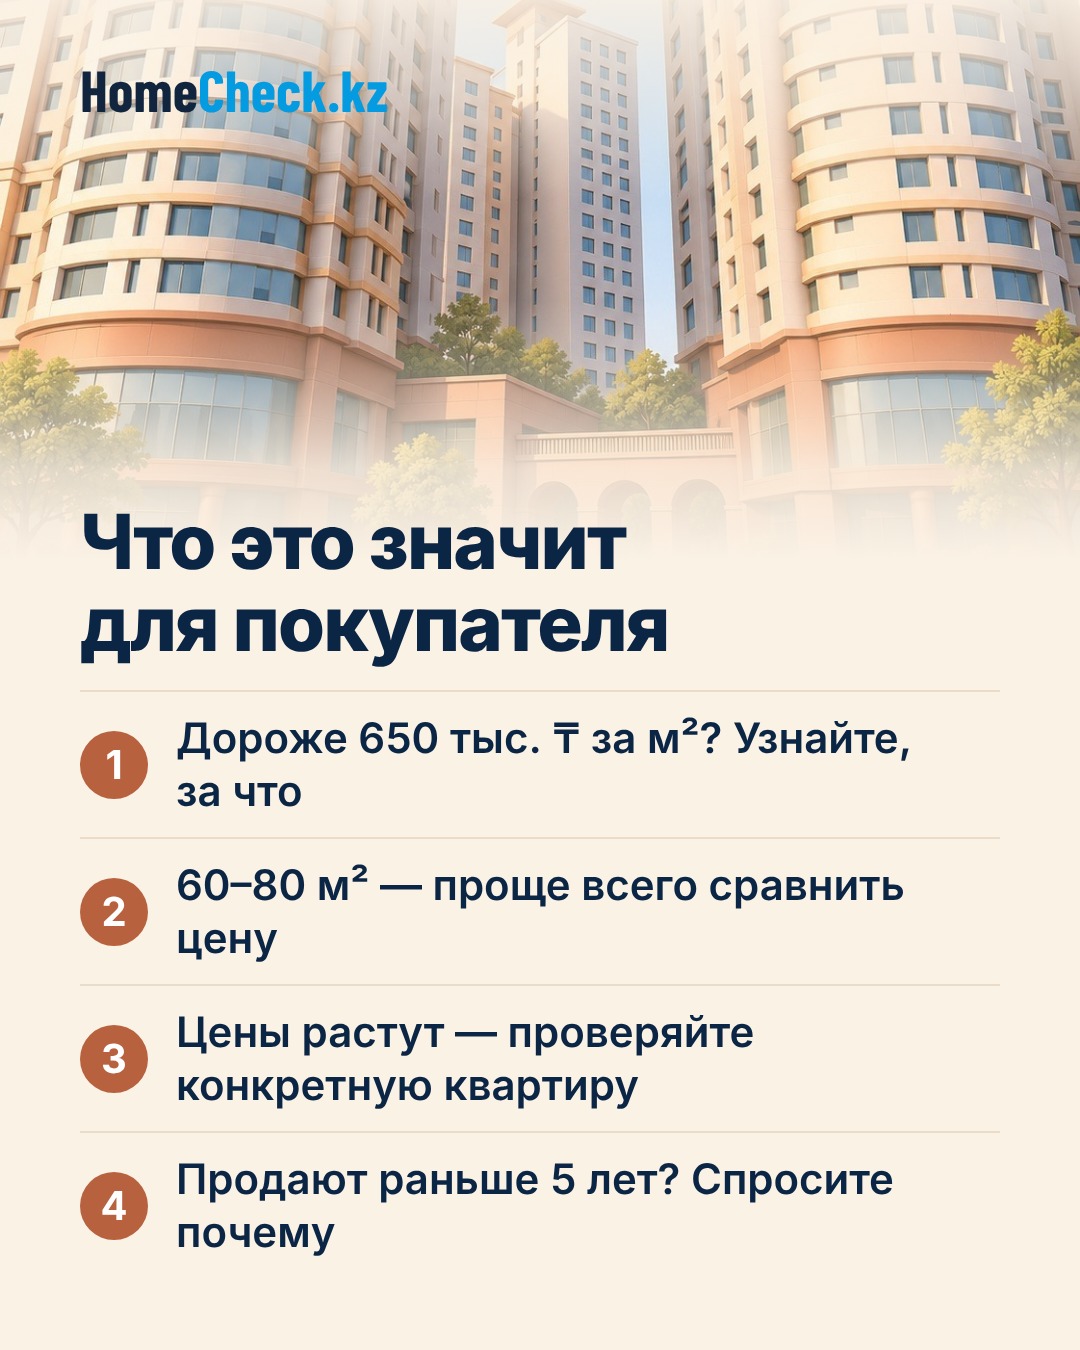 HomeCheck.kz
Что это значит
для покупателя
1 Дороже 650 тыс. ₸ за м²? Узнайте,
за что
2 60–80 м² — проще всего сравнить
цену
3 Цены растут — проверяйте
конкретную квартиру
4 Продают раньше 5 лет? Спросите
почему